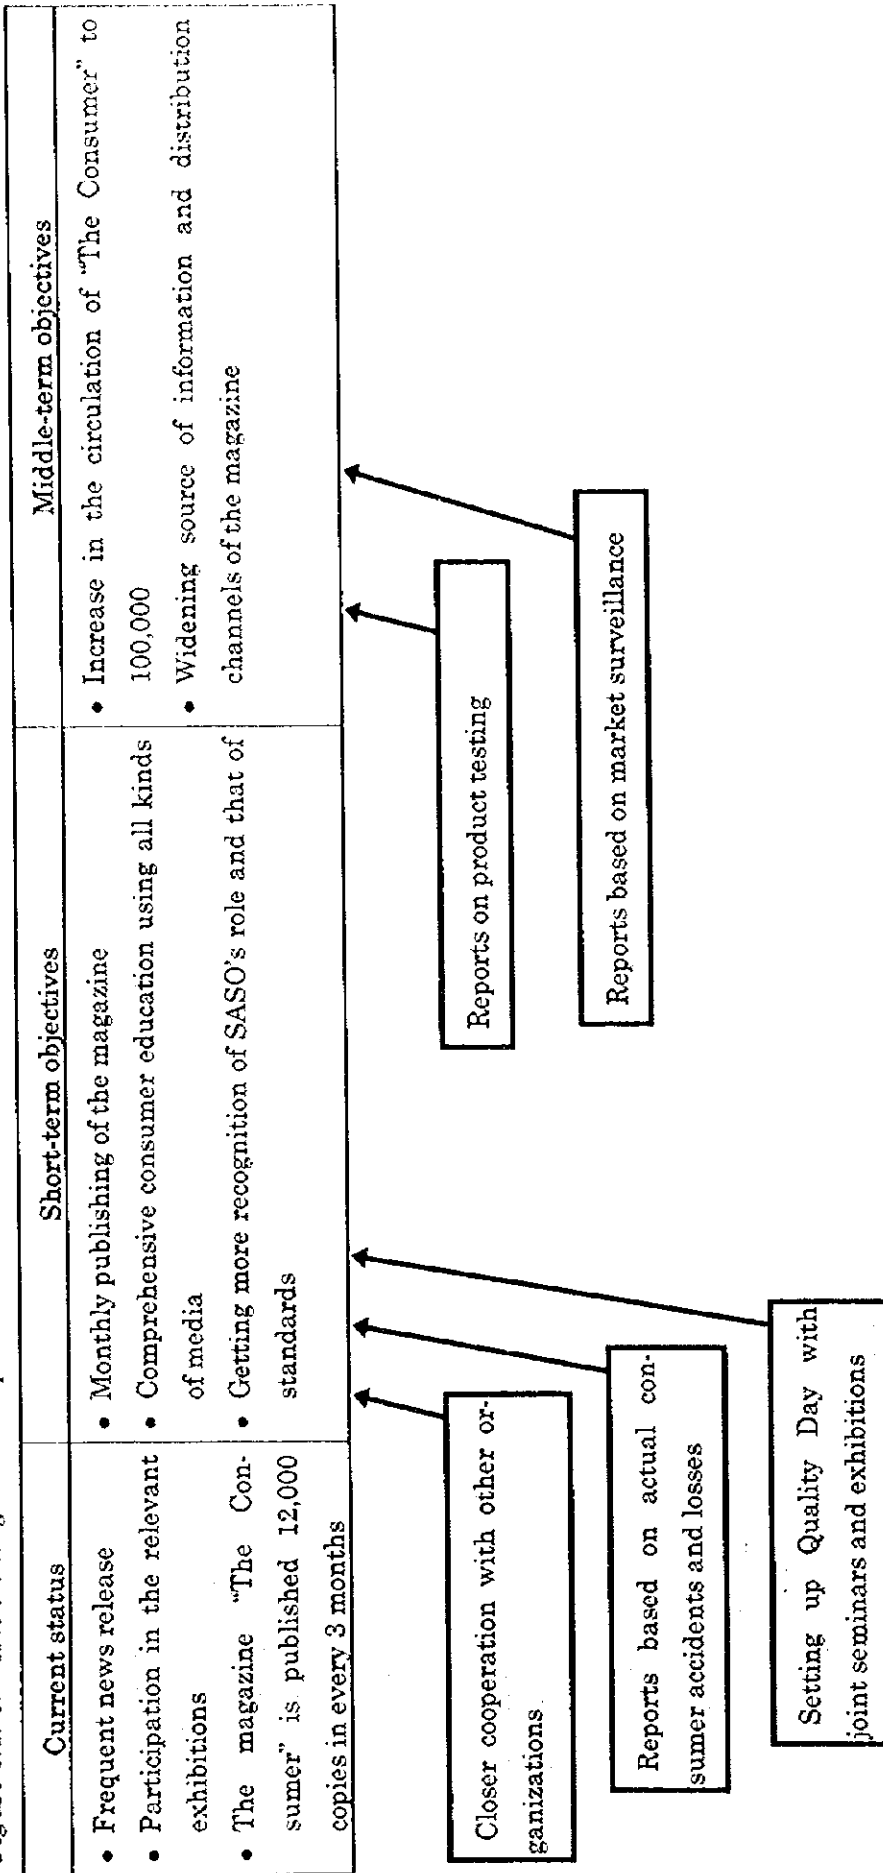 Current status
• Frequent news release
• Participation in the relevant
exhibitions
• The magazine "The Con-
sumer" is published 12,000
copies in every 3 months
Short-term objectives
• Monthly publishing of the magazine
• Comprehensive consumer education using all kinds
of media
• Getting more recognition of SASO's role and that of
standards
Middle-term objectives
• Increase in the circulation of "The Consumer" to
100,000
• Widening source of information and distribution
channels of the magazine
Closer cooperation with other or-
ganizations
Reports based on actual con-
sumer accidents and losses
Setting up Quality Day with
joint seminars and exhibitions
Reports on product testing
Reports based on market surveillance